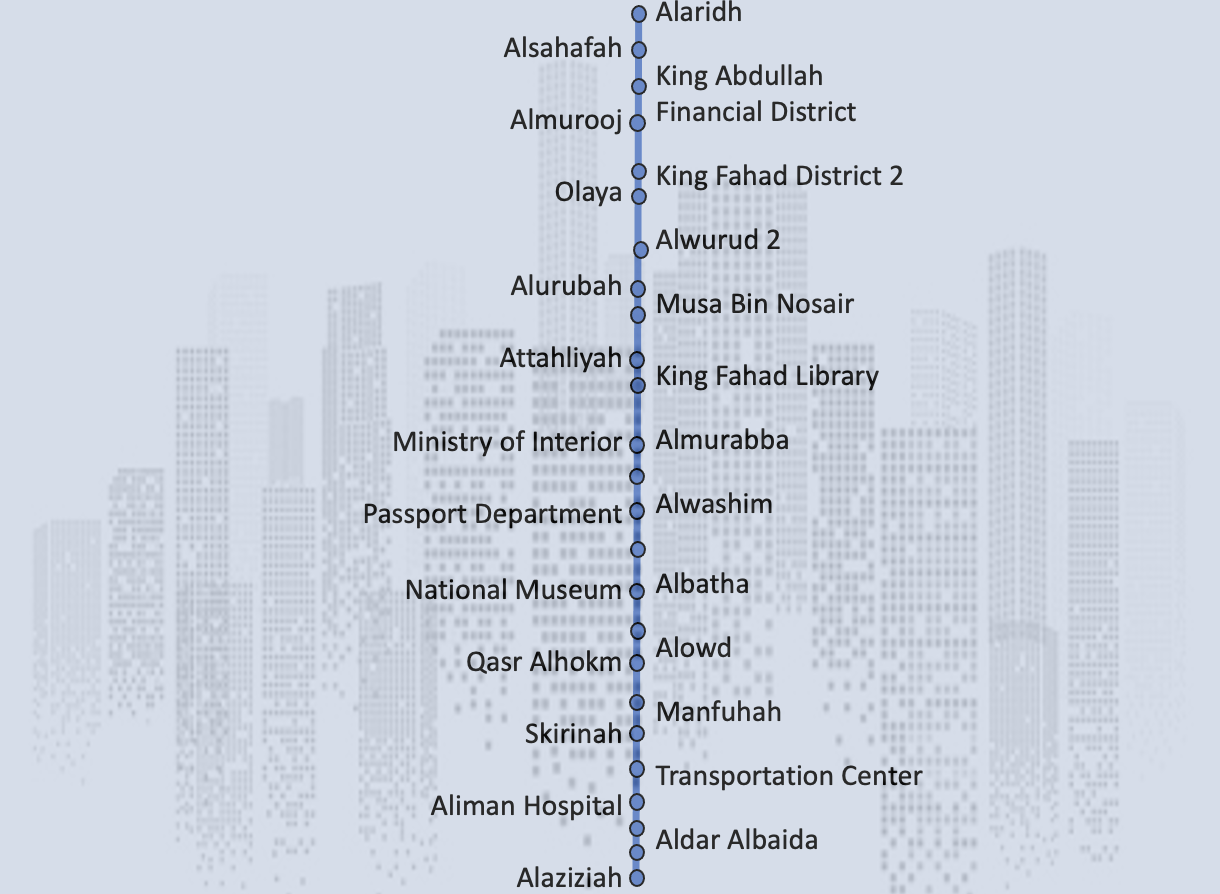 Alaridh
Alsahafah
King Abdullah
Financial District
Almurooj
King Fahad District 2
Olaya
Alwurud 2
Alurubah
Musa Bin Nosair
Attahliyah
King Fahad Library
Ministry of Interior
Almurabba
Passport Department
Alwashim
National Museum
Albatha
Qasr Alhokm
Alowd
Skirinah
Manfuhah
Transportation Center
Aliman Hospital
Aldar Albaida
Alaziziah